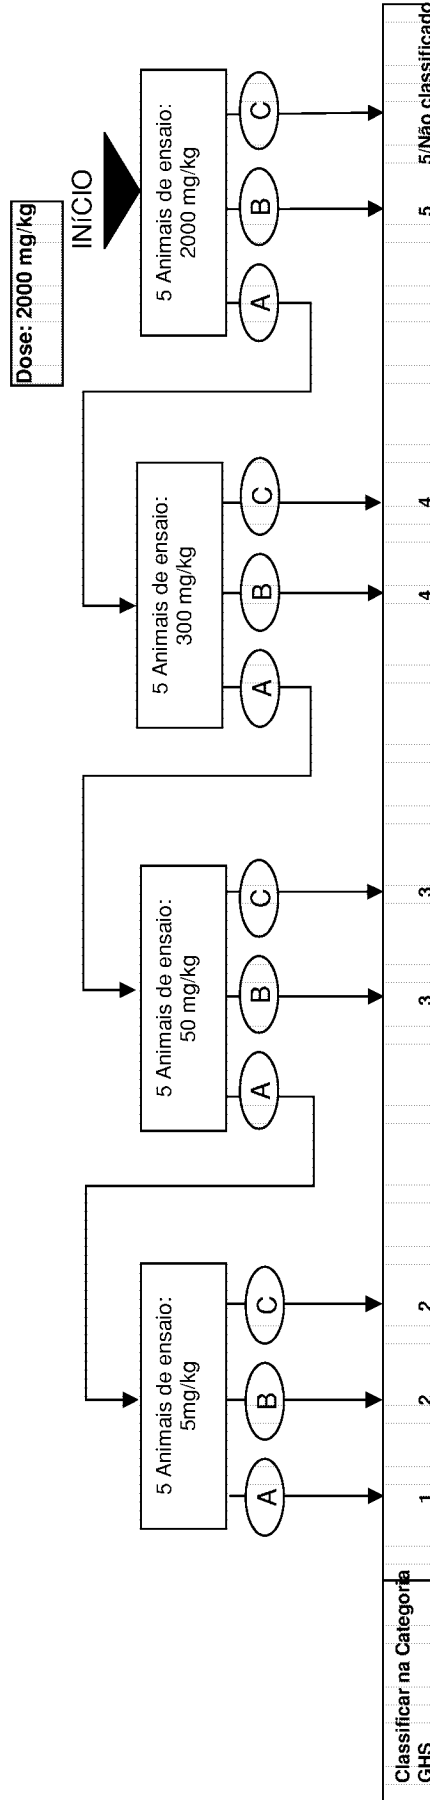 Dose: 2000 mg/kg
INíCIO
5 Animais de ensaio:
5mg/kg
5 Animais de ensaio:
50 mg/kg
5 Animais de ensaio:
300 mg/kg
5 Animais de ensaio:
2000 mg/kg
A
B
C
A
B
C
A
B
C
A
B
C
Classificar na Categoria
GHS
1
2
2
3
3
4
4
5
5/Não classificado